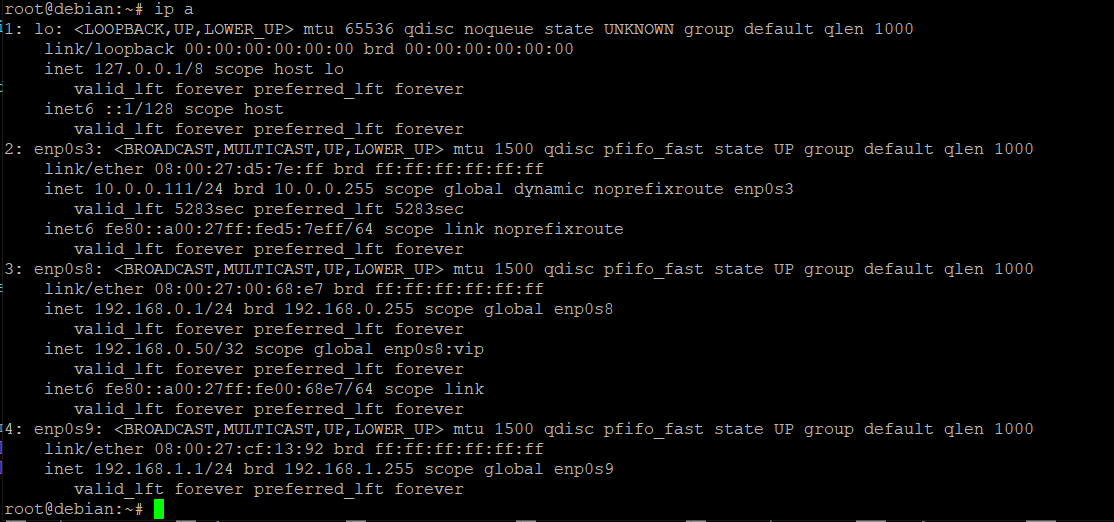 root@debian:~# ip a
1: lo: <LOOPBACK,UP,LOWER_UP> mtu 65536 qdisc noqueue state UNKNOWN group default qlen 1000
    link/loopback 00:00:00:00:00:00 brd 00:00:00:00:00:00
    inet 127.0.0.1/8 scope host lo
       valid_lft forever preferred_lft forever
    inet6 ::1/128 scope host
       valid_lft forever preferred_lft forever
2: enp0s3: <BROADCAST,MULTICAST,UP,LOWER_UP> mtu 1500 qdisc pfifo_fast state UP group default qlen 1000
    link/ether 08:00:27:d5:7e:ff brd ff:ff:ff:ff:ff:ff
    inet 10.0.0.111/24 brd 10.0.0.255 scope global dynamic noprefixroute enp0s3
       valid_lft 5283sec preferred_lft 5283sec
    inet6 fe80::a00:27ff:fed5:7eff/64 scope link noprefixroute
       valid_lft forever preferred_lft forever
3: enp0s8: <BROADCAST,MULTICAST,UP,LOWER_UP> mtu 1500 qdisc pfifo_fast state UP group default qlen 1000
    link/ether 08:00:27:00:68:e7 brd ff:ff:ff:ff:ff:ff
    inet 192.168.0.1/24 brd 192.168.0.255 scope global enp0s8
       valid_lft forever preferred_lft forever
    inet 192.168.0.50/32 scope global enp0s8:vip
       valid_lft forever preferred_lft forever
    inet6 fe80::a00:27ff:fe00:68e7/64 scope link
       valid_lft forever preferred_lft forever
4: enp0s9: <BROADCAST,MULTICAST,UP,LOWER_UP> mtu 1500 qdisc pfifo_fast state UP group default qlen 1000
    link/ether 08:00:27:cf:13:92 brd ff:ff:ff:ff:ff:ff
    inet 192.168.1.1/24 brd 192.168.1.255 scope global enp0s9
       valid_lft forever preferred_lft forever
root@debian:~#